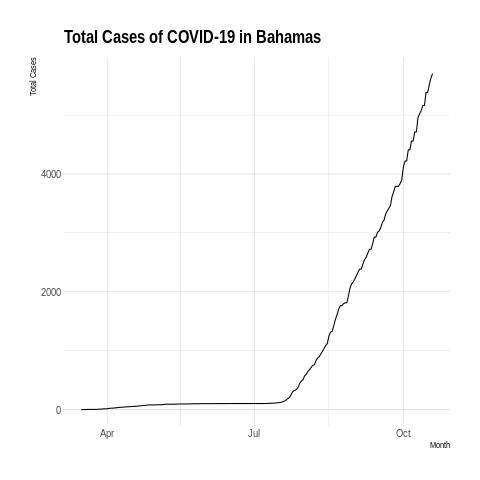 Total Cases of COVID-19 in Bahamas
Total Cases
4000
2000
0
Apr
Jul
Oct
Month